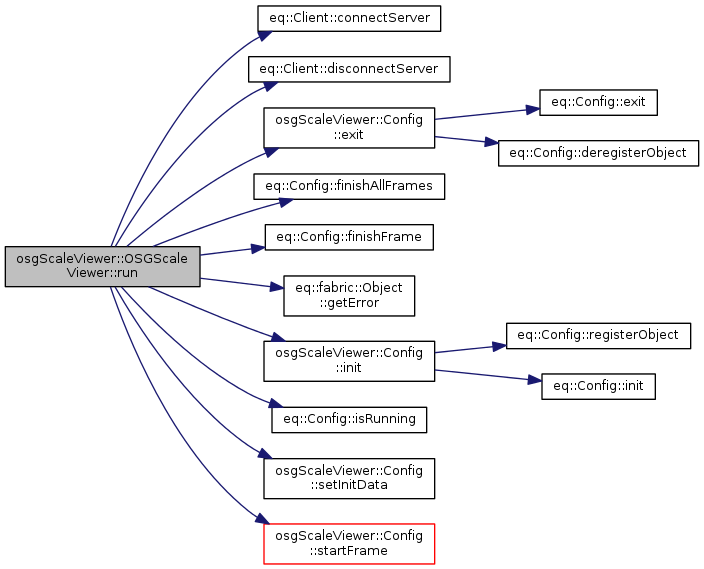 eq::Client::connectServer
eq::Client::disconnectServer
osgScaleViewer::Config
::exit
eq::Config::exit
eq::Config::deregisterObject
eq::Config::finishAllFrames
eq::Config::finishFrame
osgScaleViewer::OSGScale
Viewer::run
eq::fabric::Object
::getError
osgScaleViewer::Config
::init
eq::Config::registerObject
eq::Config::init
eq::Config::isRunning
osgScaleViewer::Config
::setInitData
osgScaleViewer::Config
::startFrame